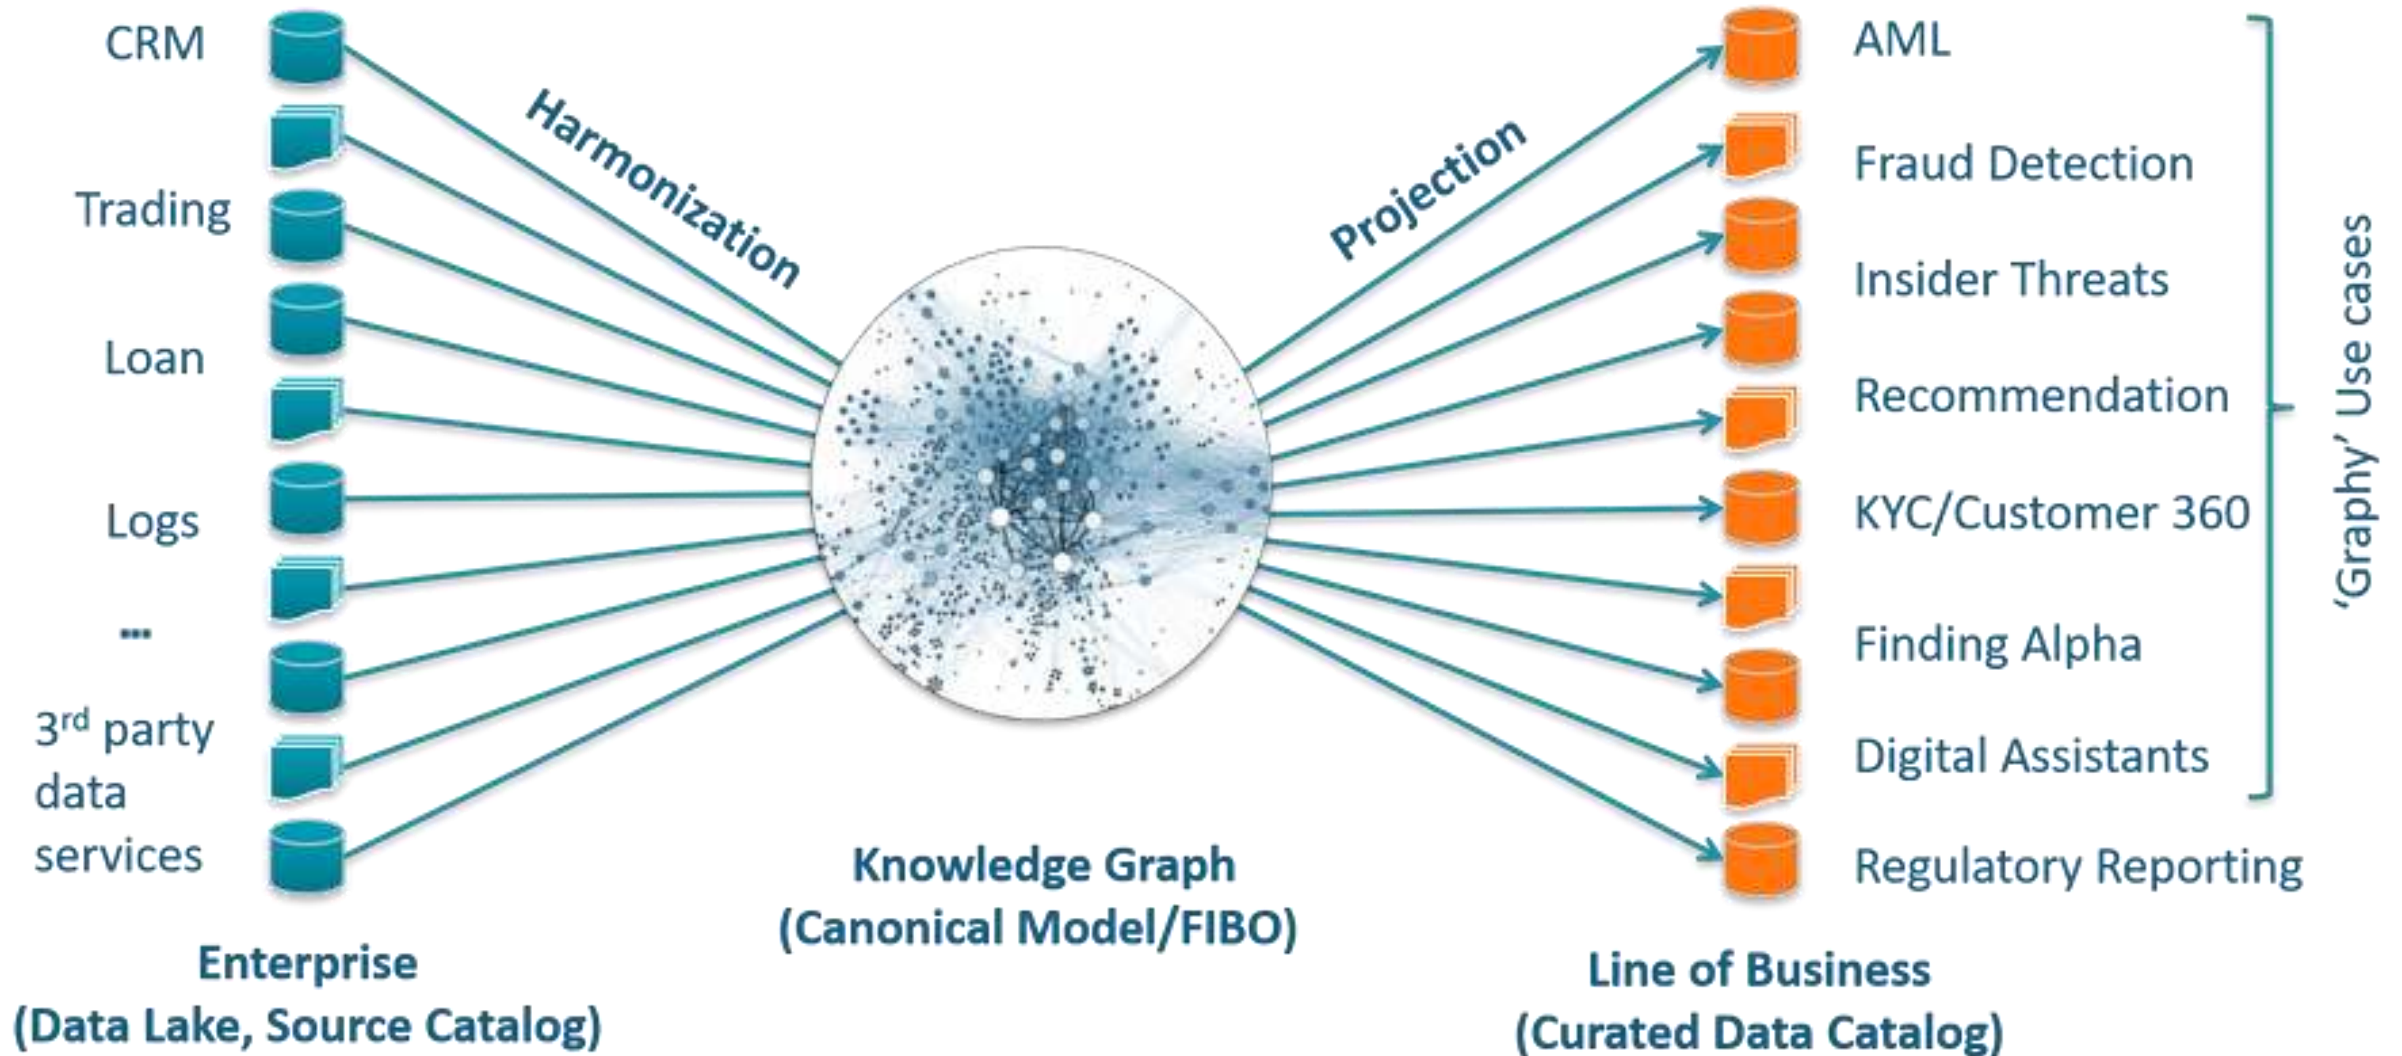 CRM
Trading
Loan
Logs
...
3rd party
data
services
Enterprise
(Data Lake, Source Catalog)
Harmonization
Knowledge Graph
(Canonical Model/FIBO)
Projection
AML
Fraud Detection
Insider Threats
Recommendation
KYC/Customer 360
Finding Alpha
Digital Assistants
Regulatory Reporting
‘Graphy’ Use cases
Line of Business
(Curated Data Catalog)